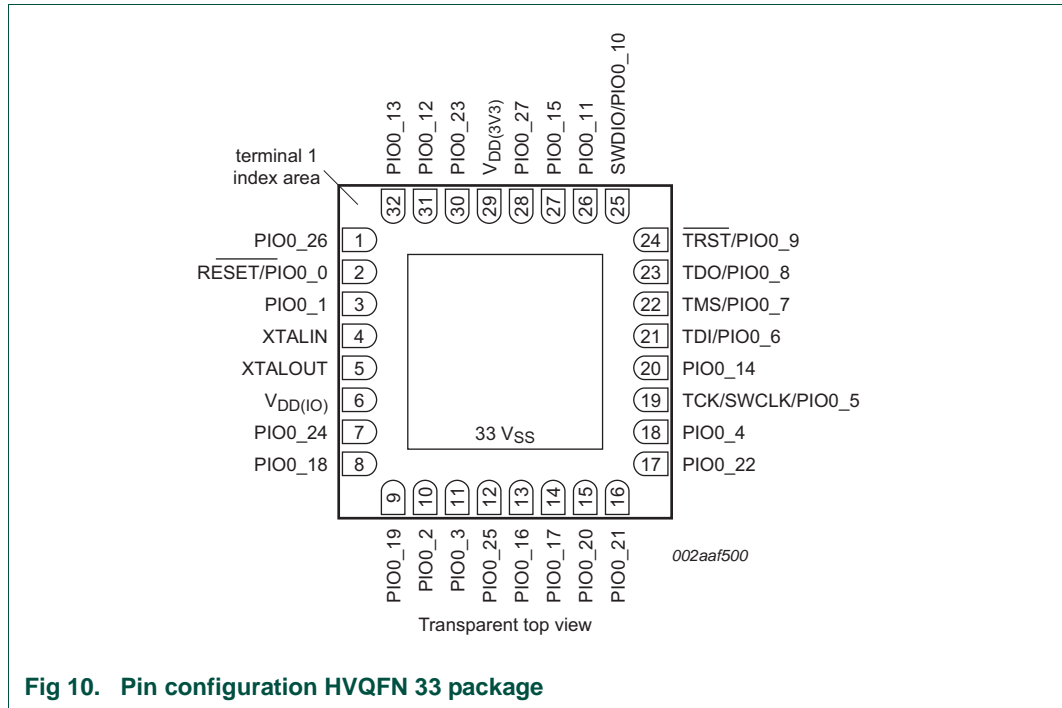 PIO0_13
PIO0_12
PIO0_23
VDD(3V3)
PIO0_27
PIO0_15
PIO0_11
SWDIO/PIO0_10
terminal 1
index area
32
31
30
29
28
27
26
25
PIO0_26 1
RESET/PIO0_0 2
PIO0_1 3
XTALIN 4
XTALOUT 5
VDD(IO) 6
PIO0_24 7
PIO0_18 8
24 TRST/PIO0_9
23 TDO/PIO0_8
22 TMS/PIO0_7
21 TDI/PIO0_6
20 PIO0_14
19 TCK/SWCLK/PIO0_5
18 PIO0_4
17 PIO0_22
33 VSS
9
10
11
12
13
14
15
16
PIO0_19
PIO0_2
PIO0_3
PIO0_25
PIO0_16
PIO0_17
PIO0_20
PIO0_21
002aaf500
Transparent top view
Fig 10. Pin configuration HVQFN 33 package